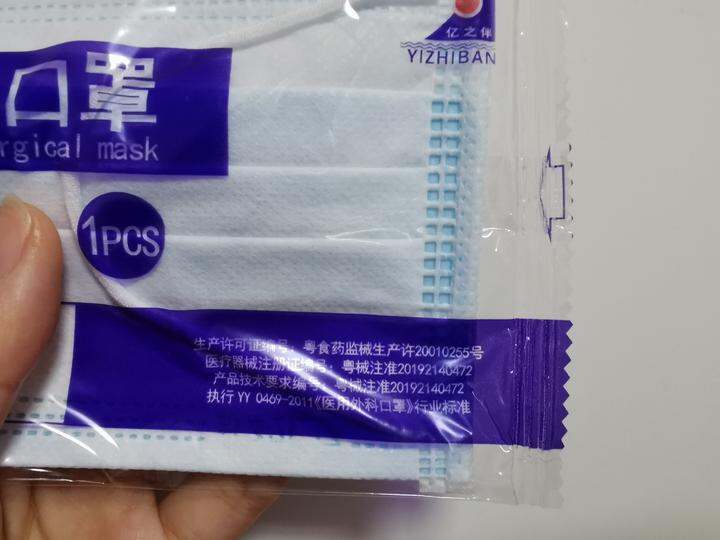 亿之伴
YIZHIBAN
口罩
rgical mask
1PCS
生产许可证编号：粤食药监械生产许20010255号
医疗器械注册证编号：粤械注准20192140472
产品技术要求编号：粤械注准20192140472
执行YY 0469-2011《医用外科口罩》行业标准